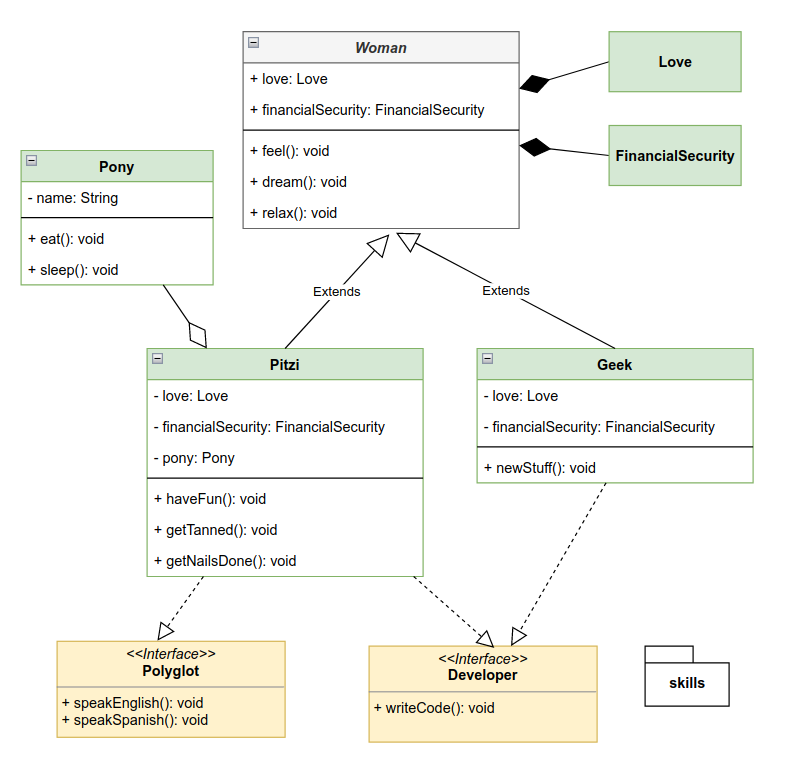 Woman
+ love: Love
+ financialSecurity: FinancialSecurity
+ feel(): void
+ dream(): void
+ relax(): void
Love
FinancialSecurity
Pony
- name: String
+ eat(): void
+ sleep(): void
Extends
Extends
Pitzi
- love: Love
- financialSecurity: FinancialSecurity
- pony: Pony
+ haveFun(): void
+ getTanned(): void
+ getNailsDone(): void
Geek
- love: Love
- financialSecurity: FinancialSecurity
+ newStuff(): void
<<Interface>>
Polyglot
+ speakEnglish(): void
+ speakSpanish(): void
<<Interface>>
Developer
+ writeCode(): void
skills